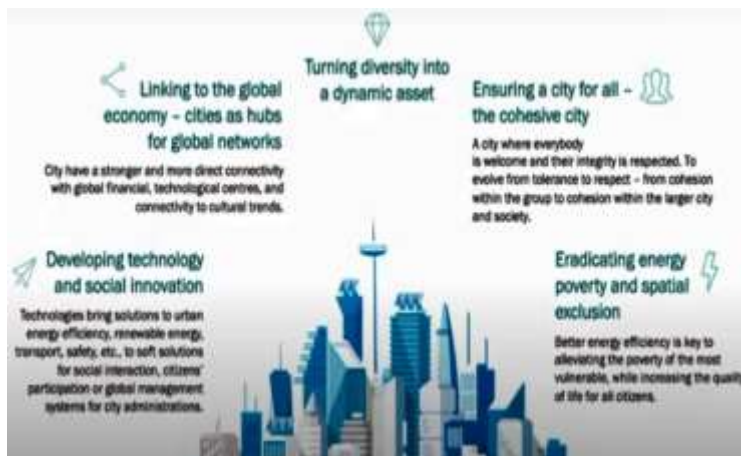 Turning diversity into
a dynamic asset
Linking to the global
economy – cities as hubs
for global networks
City have a stronger and more direct connectivity
with global financial, technological centres, and
connectivity to cultural trends.
Ensuring a city for all –
the cohesive city
A city where everybody
is welcome and their integrity is respected. To
evolve from tolerance to respect – from cohesion
within the group to cohesion within the larger city
and society.
Developing technology
and social innovation
Technologies bring solutions to urban
energy efficiency, renewable energy,
transport, safety, etc., to soft solutions
for social interaction, citizens'
participation or global management
systems for city administrations.
Eradicating energy
poverty and spatial
exclusion
Better energy efficiency is key to
alleviating the poverty of the most
vulnerable, while increasing the quality
of life for all citizens.